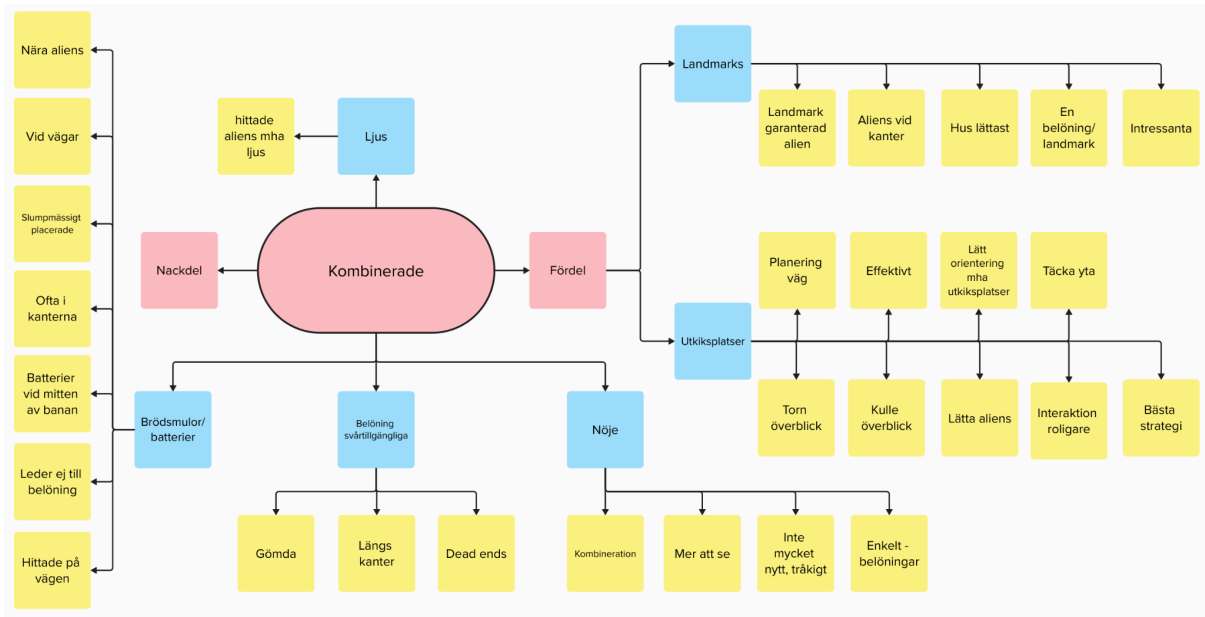 Nära aliens
Vid vägar
Slumpmässigt
placerade
Ofta i
kanterna
Batterier
vid mitten
av banan
Leder ej till
belöning
Hittade på
vägen
hittade
aliens mha
ljus
Ljus
Nackdel
Kombinerade
Fördel
Brödsmulor/
batterier
Belöning
svårtillgängliga
Nöje
Gömda
Längs
kanter
Dead ends
Kombineration
Mer att se
Inte
mycket
nytt, tråkigt
Enkelt -
belöningar
Landmarks
Landmark
garanterad
alien
Aliens vid
kanter
Hus lättast
En
belöning/
landmark
Intressanta
Utkiksplatser
Planering
väg
Effektivt
Lätt
orientering
mha
utkiksplatser
Täcka yta
Torn
överblick
Kulle
överblick
Lätta aliens
Interaktion
roligare
Bästa
strategi